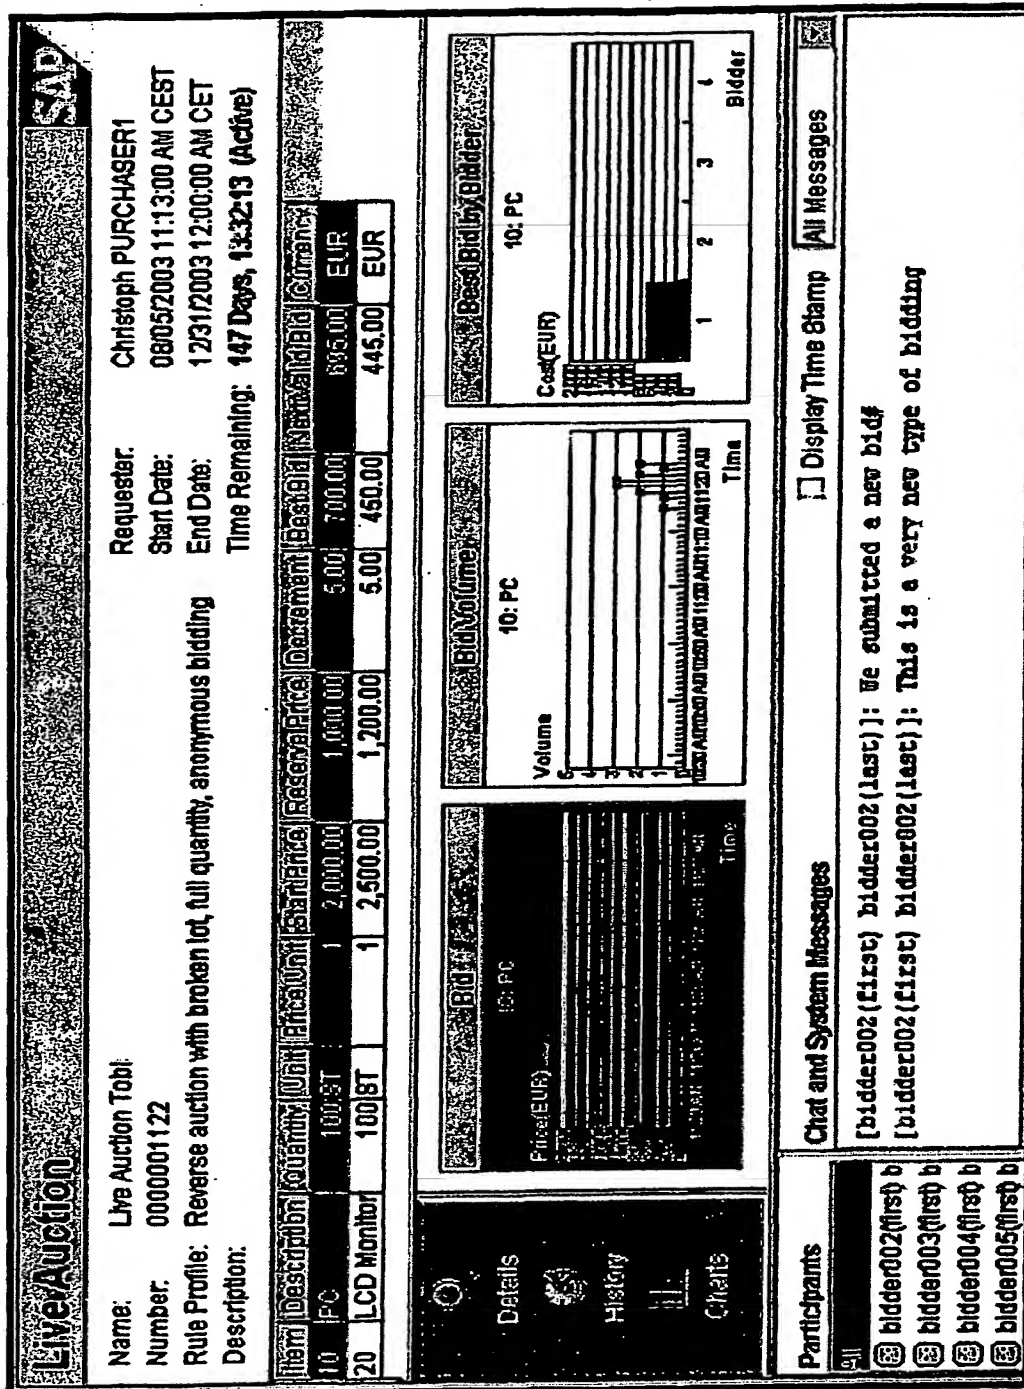 Live Auction
SAP
Name: Live Auction Tobi
Number: 0000001122
Rule Profile: Reverse auction with broken lot, full quantity, anonymous bidding
Description:
Requester: Christoph PURCHASER1
Start Date: 08/05/2003 11:13:00 AM CEST
End Date: 12/31/2003 12:00:00 AM CET
Time Remaining: 147 Days, 13:32:13 (Active)
Item Description Quantity Unit Price Unit Start Price Reserve Price Decrement Best Bid Next Valid Bid Currency
10 PC 100 BT 1 2,000.00 1,000.00 5.00 700.00 695.00 EUR
20 LCD Monitor 100 BT 1 2,500.00 1,200.00 5.00 450.00 445.00 EUR
Details
History
Charts
Bid
10: PC
Price(EUR)
Time
Bid Volume
10: PC
Volume
Time
Best Bid by Bidder
10: PC
Cost(EUR)
1 2 3 4
Bidder
Participants
All
bidder002(first) b
bidder003(first) b
bidder004(first) b
bidder005(first) b
Chat and System Messages
Display Time Stamp
All Messages
[bidder002(first) bidder002(last)]: We submitted a new bid#
[bidder002(first) bidder002(last)]: This is a very new type of bidding